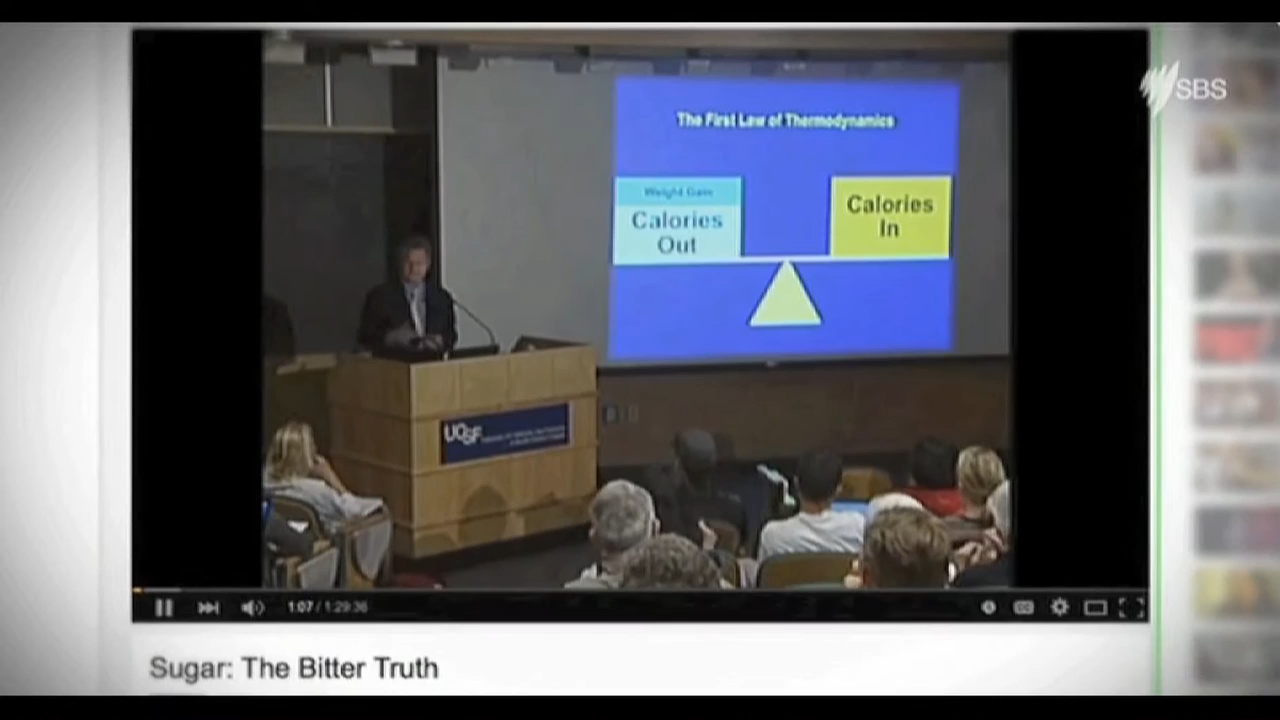 SBS
The First Law of Thermodynamics
Weight Gain
Calories
Out
Calories
In
UCSF
1:07 / 1:29:36
Sugar: The Bitter Truth